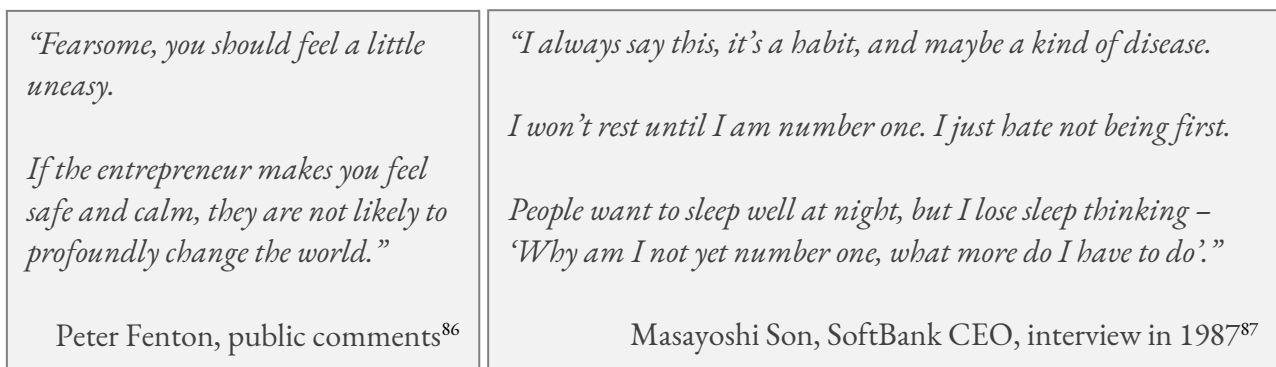 “Fearsome, you should feel a little
uneasy.
If the entrepreneur makes you feel
safe and calm, they are not likely to
profoundly change the world.”
Peter Fenton, public comments86
“I always say this, it’s a habit, and maybe a kind of disease.
I won’t rest until I am number one. I just hate not being first.
People want to sleep well at night, but I lose sleep thinking –
‘Why am I not yet number one, what more do I have to do’.”
Masayoshi Son, SoftBank CEO, interview in 198787